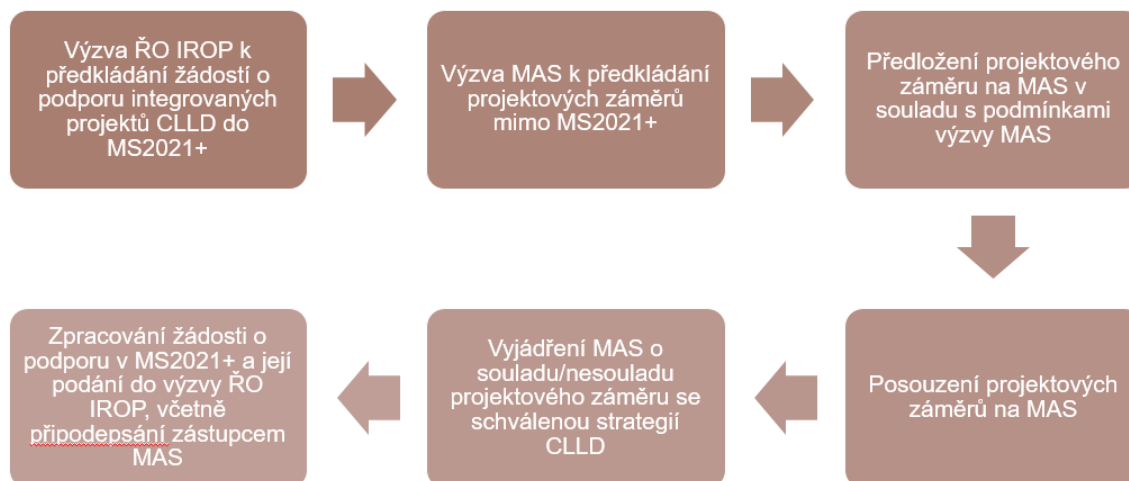 Výzva ŘO IROP k
předkládání žádostí o
podporu integrovaných
projektů CLLD do
MS2021+
Výzva MAS k předkládání
projektových záměrů
mimo MS2021+
Předložení projektového
záměru na MAS v
souladu s podmínkami
výzvy MAS
Posouzení projektových
záměrů na MAS
Vyjádření MAS o
souladu/nesouladu
projektového záměru se
schválenou strategií
CLLD
Zpracování žádosti o
podporu v MS2021+ a její
podání do výzvy ŘO
IROP, včetně
připodepsání zástupcem
MAS